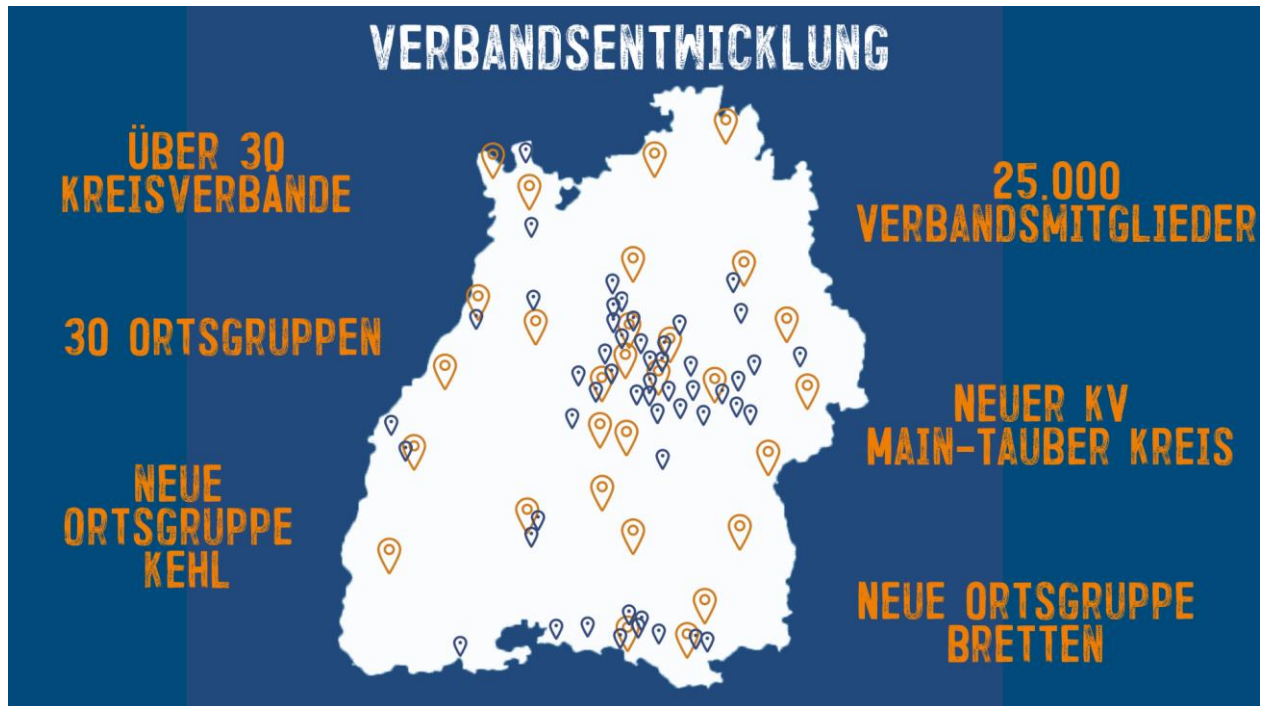 VERBANDSENTWICKLUNG
ÜBER 30
KREISVERBÄNDE
30 ORTSGRUPPEN
NEUE
ORTSGRUPPE
KEHL
25.000
VERBANDSMITGLIEDER
NEUER KV
MAIN-TAUBER KREIS
NEUE ORTSGRUPPE
BRETTEN